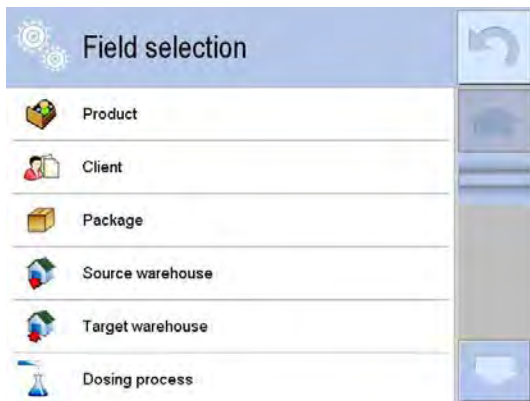 Field selection
Product
Client
Package
Source warehouse
Target warehouse
Dosing process